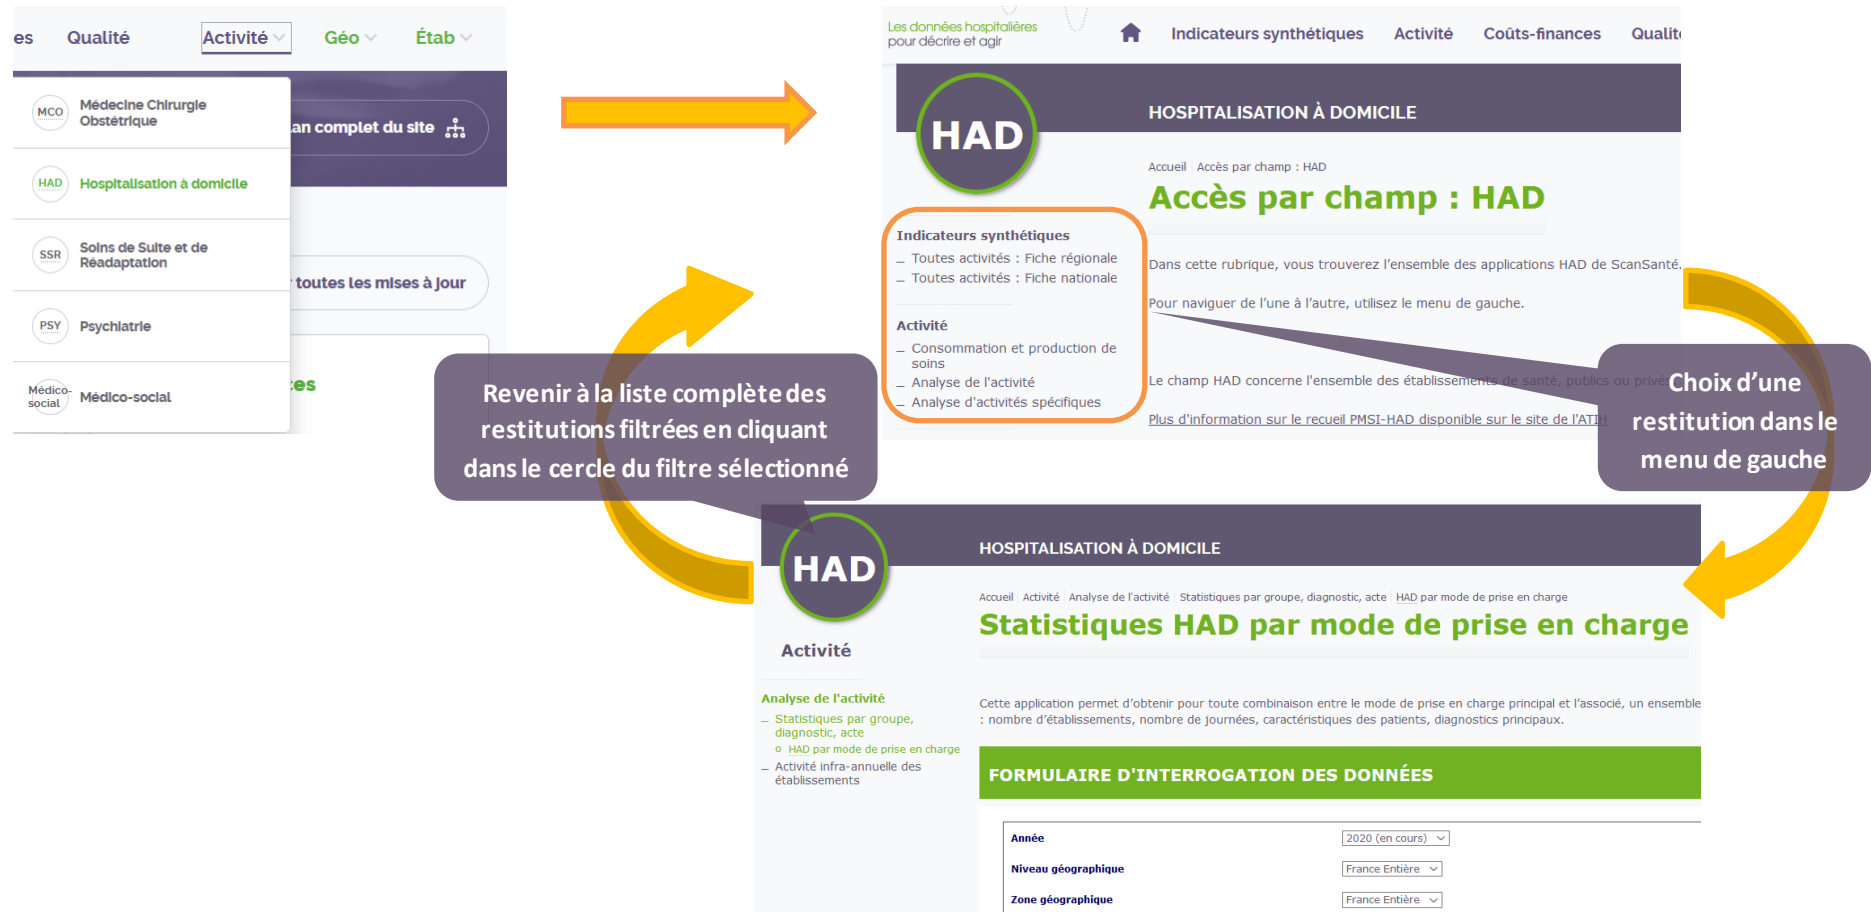 es Qualité Activité Géo Étab
MCO Médecine Chirurgie
Obstétrique
lan complet du site
HAD Hospitalisation à domicile
SSR Soins de Suite et de
Réadaptation
toutes les mises à jour
PSY Psychiatrie
es
Médico-
social Médico-social
Les données hospitalières
pour décrire et agir
Indicateurs synthétiques Activité Coûts-finances Qualité
HAD
HOSPITALISATION À DOMICILE
Accueil Accès par champ : HAD
Accès par champ : HAD
Indicateurs synthétiques
– Toutes activités : Fiche régionale
– Toutes activités : Fiche nationale
Activité
– Consommation et production de
soins
– Analyse de l'activité
– Analyse d'activités spécifiques
Dans cette rubrique, vous trouverez l'ensemble des applications HAD de ScanSanté.
Pour naviguer de l'une à l'autre, utilisez le menu de gauche.
Le champ HAD concerne l'ensemble des établissements de santé, publics ou privés
Plus d'information sur le recueil PMSI-HAD disponible sur le site de l'ATIH
Choix d’une
restitution dans le
menu de gauche
Revenir à la liste complète des
restitutions filtrées en cliquant
dans le cercle du filtre sélectionné
HAD
HOSPITALISATION À DOMICILE
Accueil Activité Analyse de l'activité Statistiques par groupe, diagnostic, acte HAD par mode de prise en charge
Statistiques HAD par mode de prise en charge
Activité
Analyse de l'activité
– Statistiques par groupe,
diagnostic, acte
o HAD par mode de prise en charge
– Activité infra-annuelle des
établissements
Cette application permet d'obtenir pour toute combinaison entre le mode de prise en charge principal et l'associé, un ensemble
: nombre d'établissements, nombre de journées, caractéristiques des patients, diagnostics principaux.
FORMULAIRE D'INTERROGATION DES DONNÉES
Année 2020 (en cours)
Niveau géographique France Entière
Zone géographique France Entière